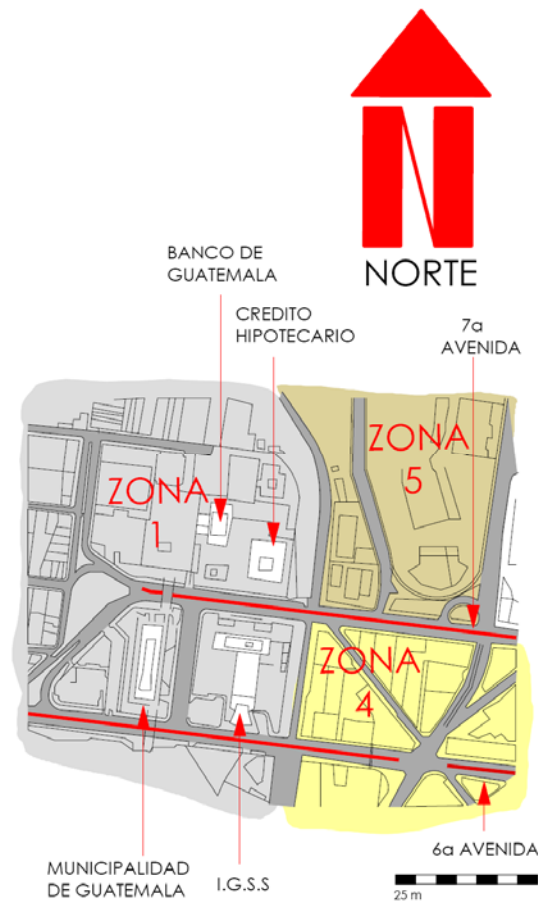 N
NORTE
BANCO DE
GUATEMALA
CREDITO
HIPOTECARIO
7a
AVENIDA
ZONA
1
ZONA
5
ZONA
4
MUNICIPALIDAD
DE GUATEMALA
I.G.S.S
6a AVENIDA
25 m